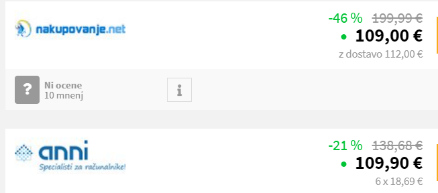 nakupovanje.net
-46 % 199,99 €
109,00 €
z dostavo 112,00 €
? Ni ocene
10 mnenj
i
anni
Specialisti za računalnike!
-21 % 138,68 €
109,90 €
6 x 18,69 €